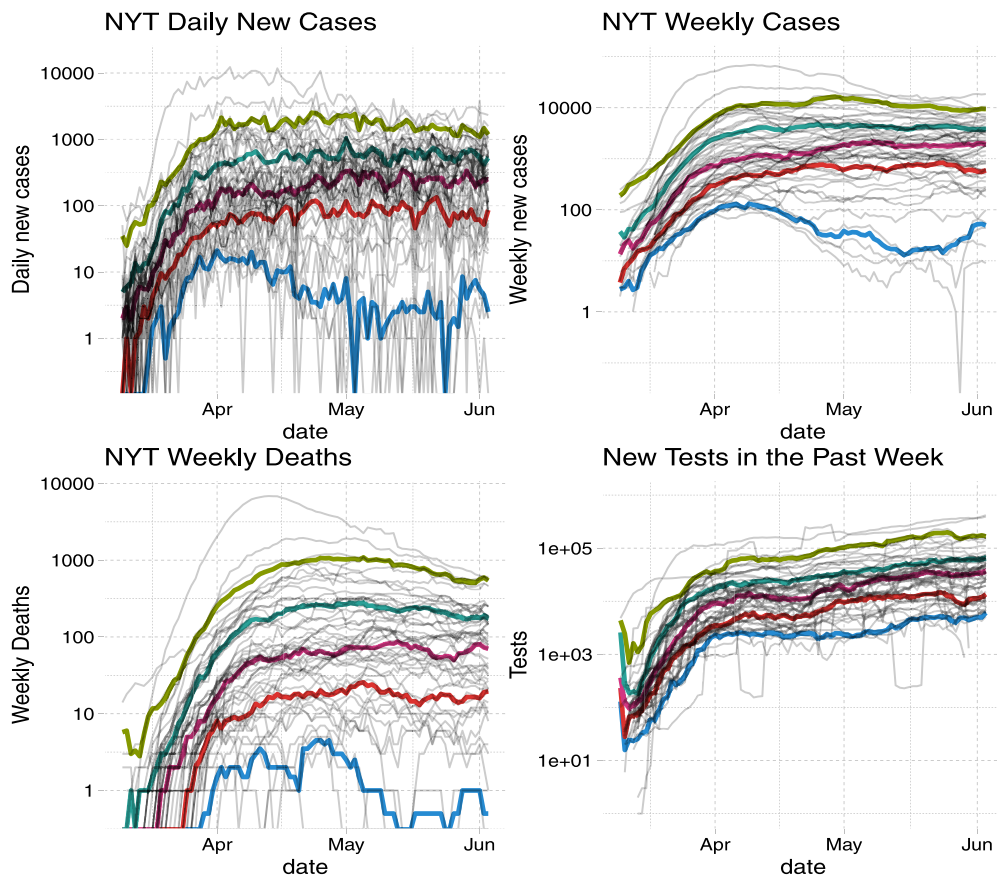 NYT Daily New Cases
Daily new cases
10000
1000
100
10
1
Apr
May
Jun
date
NYT Weekly Cases
Weekly new cases
10000
100
1
Apr
May
Jun
date
NYT Weekly Deaths
Weekly Deaths
10000
1000
100
10
1
Apr
May
Jun
date
New Tests in the Past Week
Tests
1e+05
1e+03
1e+01
Apr
May
Jun
date